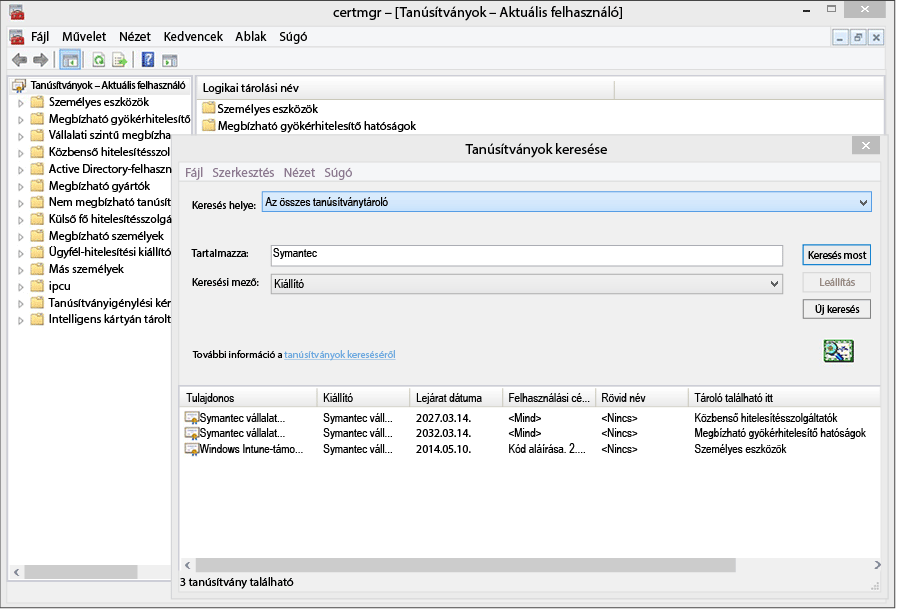 certmgr – [Tanúsítványok – Aktuális felhasználó]
Fájl Művelet Nézet Kedvencek Ablak Súgó
Tanúsítványok – Aktuális felhasználó
Személyes eszközök
Megbízható gyökérhitelesítő
Vállalati szintű megbízha
Közbenső hitelesítésszol
Active Directory-felhaszn
Megbízható gyártók
Nem megbízható tanúsít
Külső fő hitelesítésszolgá
Megbízható személyek
Ügyfél-hitelesítési kiállító
Más személyek
ipcu
Tanúsítványigénylési kér
Intelligens kártyán tárolt
Logikai tárolási név
Személyes eszközök
Megbízható gyökérhitelesítő hatóságok
Tanúsítványok keresése
Fájl Szerkesztés Nézet Súgó
Keresés helye: Az összes tanúsítványtároló
Tartalmazza: Symantec Keresés most
Keresési mező: Kiállító Leállítás
Új keresés
További információ a tanúsítványok kereséséről
Tulajdonos Kiállító Lejárat dátuma Felhasználási cé... Rövid név Tároló található itt
Symantec vállalat... Symantec váll... 2027.03.14. <Mind> <Nincs> Közbenső hitelesítésszolgáltatók
Symantec vállalat... Symantec váll... 2032.03.14. <Mind> <Nincs> Megbízható gyökérhitelesítő hatóságok
Windows Intune-támo... Symantec váll... 2014.05.10. Kód aláírása. 2.... <Nincs> Személyes eszközök
3 tanúsítvány található